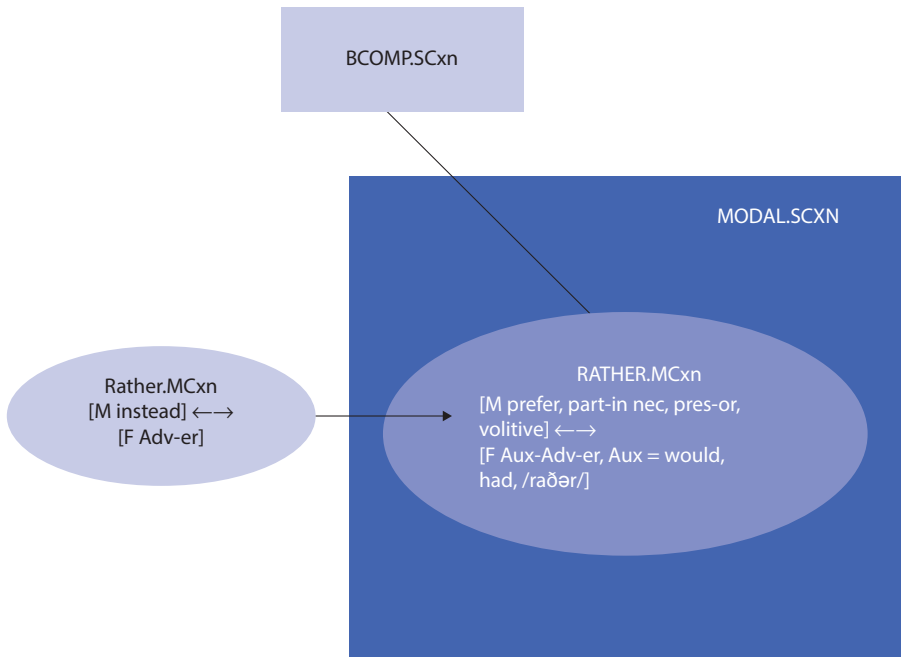 BCOMP.SCxn
MODAL.SCXN
Rather.MCxn
[M instead] ←→
[F Adv-er]
RATHER.MCxn
[M prefer, part-in nec, pres-or,
volitive] ←→
[F Aux-Adv-er, Aux = would,
had, /raðər/]